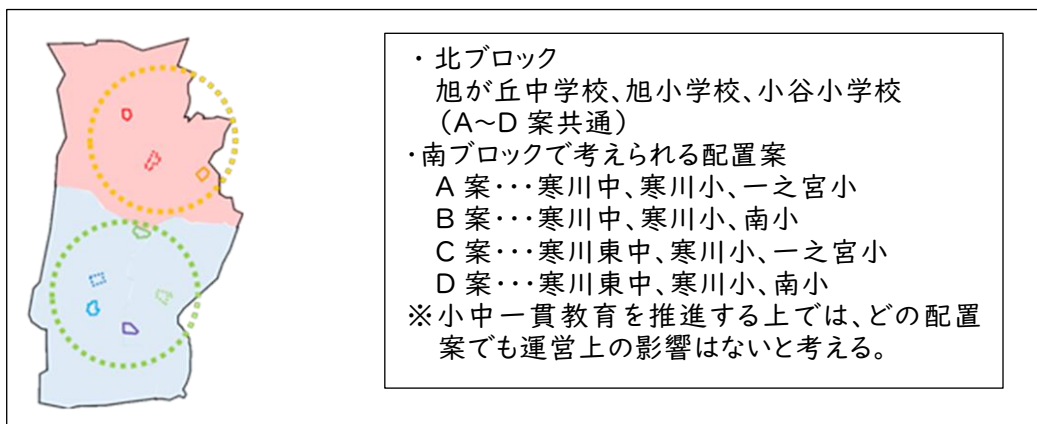 ・ 北ブロック
旭が丘中学校、旭小学校、小谷小学校
（A～D 案共通）
・南ブロックで考えられる配置案
A 案・・・寒川中、寒川小、一之宮小
B 案・・・寒川中、寒川小、南小
C 案・・・寒川東中、寒川小、一之宮小
D 案・・・寒川東中、寒川小、南小
※小中一貫教育を推進する上では、どの配置
案でも運営上の影響はないと考える。